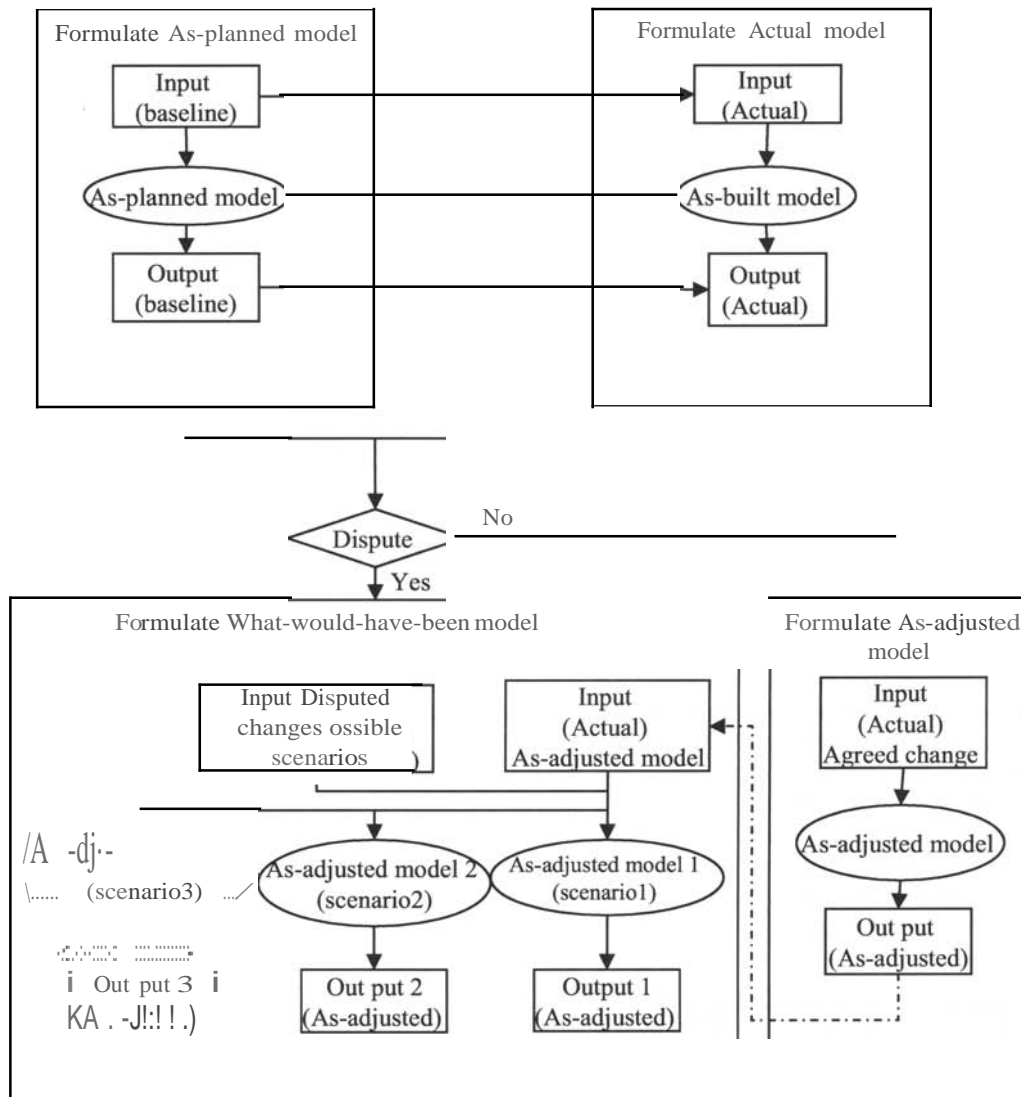 Formulate As-planned model
Input
(baseline)
As-planned model
Output
(baseline)
Formulate Actual model
Input
(Actual)
As-built model
Output
(Actual)
Dispute
No
Yes
Formulate What-would-have-been model
Input Disputed
changes ossible
scenarios )
Input
(Actual)
As-adjusted model
(scenario3)
As-adjusted model 2
(scenario2)
As-adjusted model 1
(scenario1)
Out put 3
Out put 2
(As-adjusted)
Output 1
(As-adjusted)
Formulate As-adjusted
model
Input
(Actual)
Agreed change
As-adjusted model
Out put
(As-adjusted)